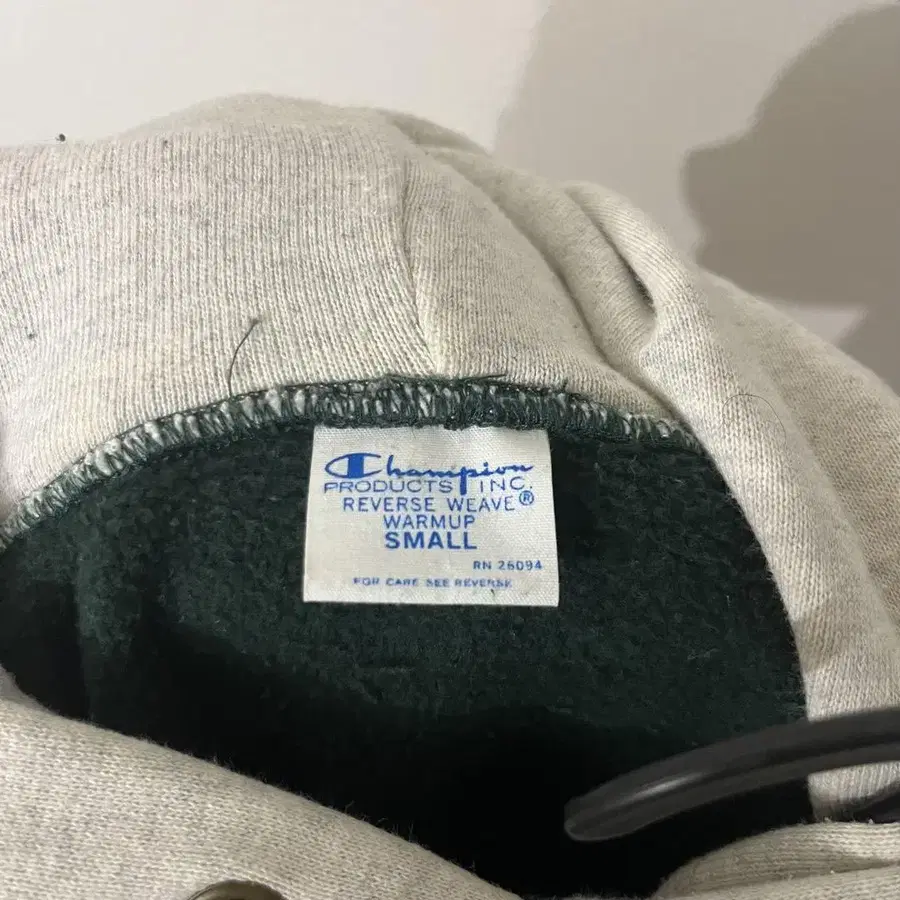 Champion
PRODUCTS INC.
REVERSE WEAVE®
WARMUP
SMALL
RN 26094
FOR CARE SEE REVERSE